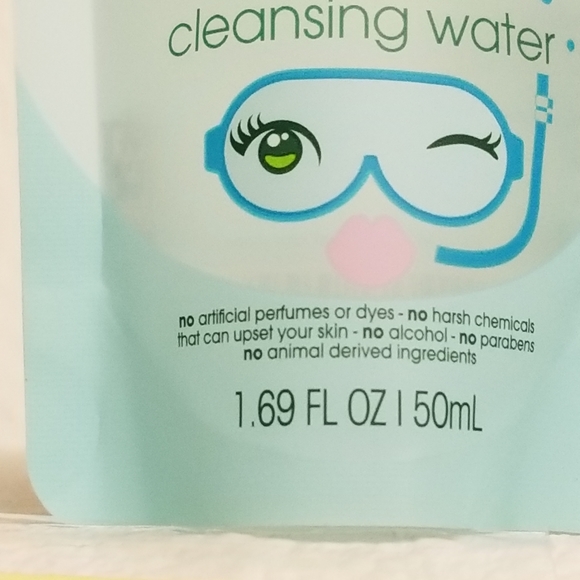 cleansing water
no artificial perfumes or dyes - no harsh chemicals
that can upset your skin - no alcohol - no parabens
no animal derived ingredients
1.69 FL OZ | 50mL